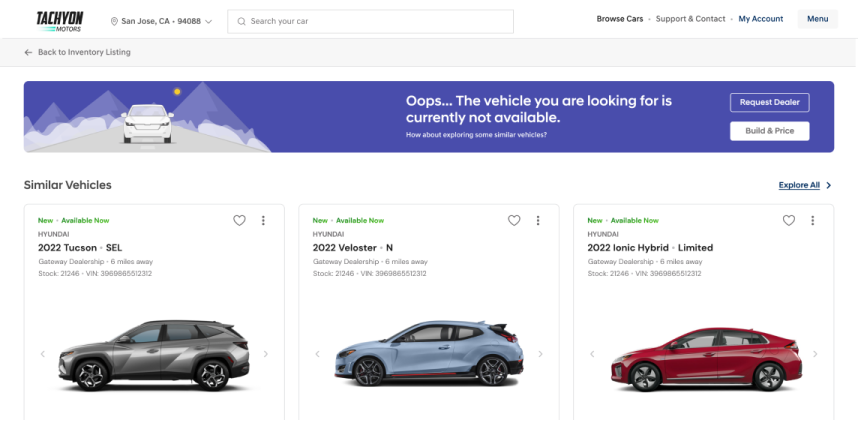 TACHYON
MOTORS
San Jose, CA • 94088
Search your car
Browse Cars • Support & Contact • My Account
Menu
Back to Inventory Listing
Oops... The vehicle you are looking for is
currently not available.
How about exploring some similar vehicles?
Request Dealer
Build & Price
Similar Vehicles
Explore All
New • Available Now
HYUNDAI
2022 Tucson • SEL
Gateway Dealership • 6 miles away
Stock: 21246 • VIN: 3969865512312
New • Available Now
HYUNDAI
2022 Veloster • N
Gateway Dealership • 6 miles away
Stock: 21246 • VIN: 3969865512312
New • Available Now
HYUNDAI
2022 Ionic Hybrid • Limited
Gateway Dealership • 6 miles away
Stock: 21246 • VIN: 3969865512312